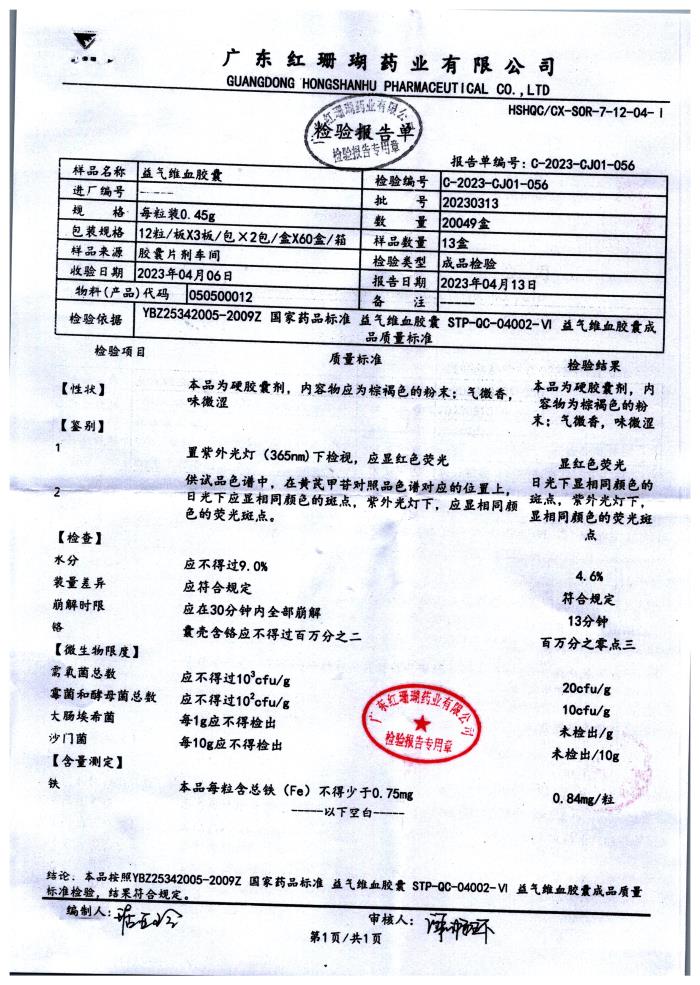 广东红珊瑚药业有限公司
GUANGDONG HONGSHANHU PHARMACEUTICAL CO.,LTD
HSHQC/CX-SOR-7-12-04-Ⅰ
检验报告单
检验报告专用章
报告单编号：C-2023-CJ01-056
样品名称 益气维血胶囊 检验编号 C-2023-CJ01-056
进厂编号 ----- 批 号 20230313
规 格 每粒装0.45g 数 量 20049盒
包装规格 12粒/板X3板/包X2包/盒X60盒/箱 样品数量 13盒
样品来源 胶囊片剂车间 检验类型 成品检验
收验日期 2023年04月06日 报告日期 2023年04月13日
物料(产品)代码 050500012 备 注 -----
检验依据 YBZ25342005-2009Z 国家药品标准 益气维血胶囊 STP-QC-04002-Ⅵ 益气维血胶囊成
品质量标准
检验项目 质量标准 检验结果
【性状】 本品为硬胶囊剂，内容物应为棕褐色的粉末；气微香， 本品为硬胶囊剂，内
味微涩 容物为棕褐色的粉
末；气微香，味微涩
【鉴别】
1 置紫外光灯（365nm）下检视，应显红色荧光 显红色荧光
2 供试品色谱中，在黄芪甲苷对照品色谱对应的位置上， 日光下显相同颜色的
日光下应显相同颜色的斑点，紫外光灯下，应显相同颜 斑点，紫外光灯下，
色的荧光斑点。 显相同颜色的荧光斑
点
【检查】
水分 应不得过9.0% 4.6%
装量差异 应符合规定 符合规定
崩解时限 应在30分钟内全部崩解 13分钟
铬 囊壳含铬应不得过百万分之二 百万分之零点三
【微生物限度】
需氧菌总数 应不得过10³cfu/g 20cfu/g
霉菌和酵母菌总数 应不得过10²cfu/g 10cfu/g
大肠埃希菌 每1g应不得检出 未检出/g
沙门菌 每10g应不得检出 未检出/10g
广东红珊瑚药业有限公司
检验报告专用章
【含量测定】
铁 本品每粒含总铁（Fe）不得少于0.75mg 0.84mg/粒
-----以下空白-----
结论：本品按照YBZ25342005-2009Z 国家药品标准 益气维血胶囊 STP-QC-04002-Ⅵ 益气维血胶囊成品质量
标准检验，结果符合规定。
编制人： 审核人：
第1页/共1页